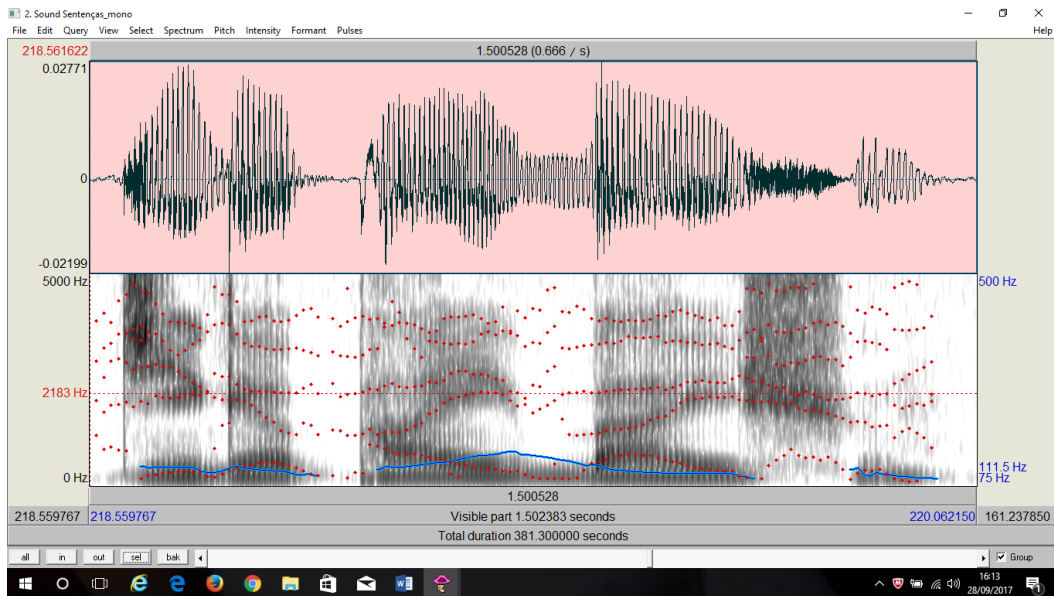 2. Sound Sentenças_mono
File Edit Query View Select Spectrum Pitch Intensity Formant Pulses Help
218.561622 1.500528 (0.666 / s)
0.02771
0
-0.02199
5000 Hz 500 Hz
2183 Hz
111.5 Hz
0 Hz 75 Hz
1.500528
218.559767 218.559767 Visible part 1.502383 seconds 220.062150 161.237850
Total duration 381.300000 seconds
all in out sel bak Group
16:13
28/09/2017